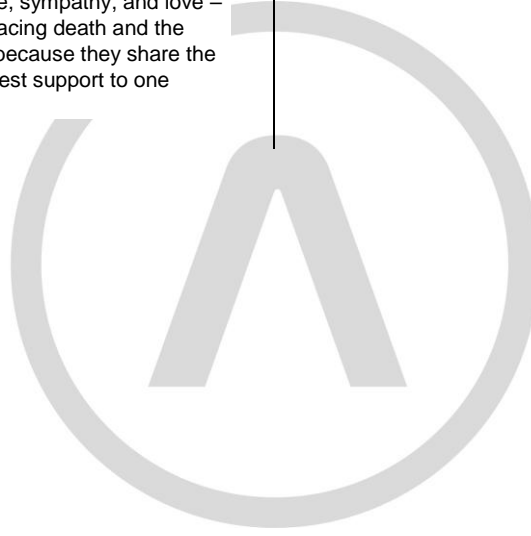 e, sympathy, and love –
acing death and the
because they share the
est support to one